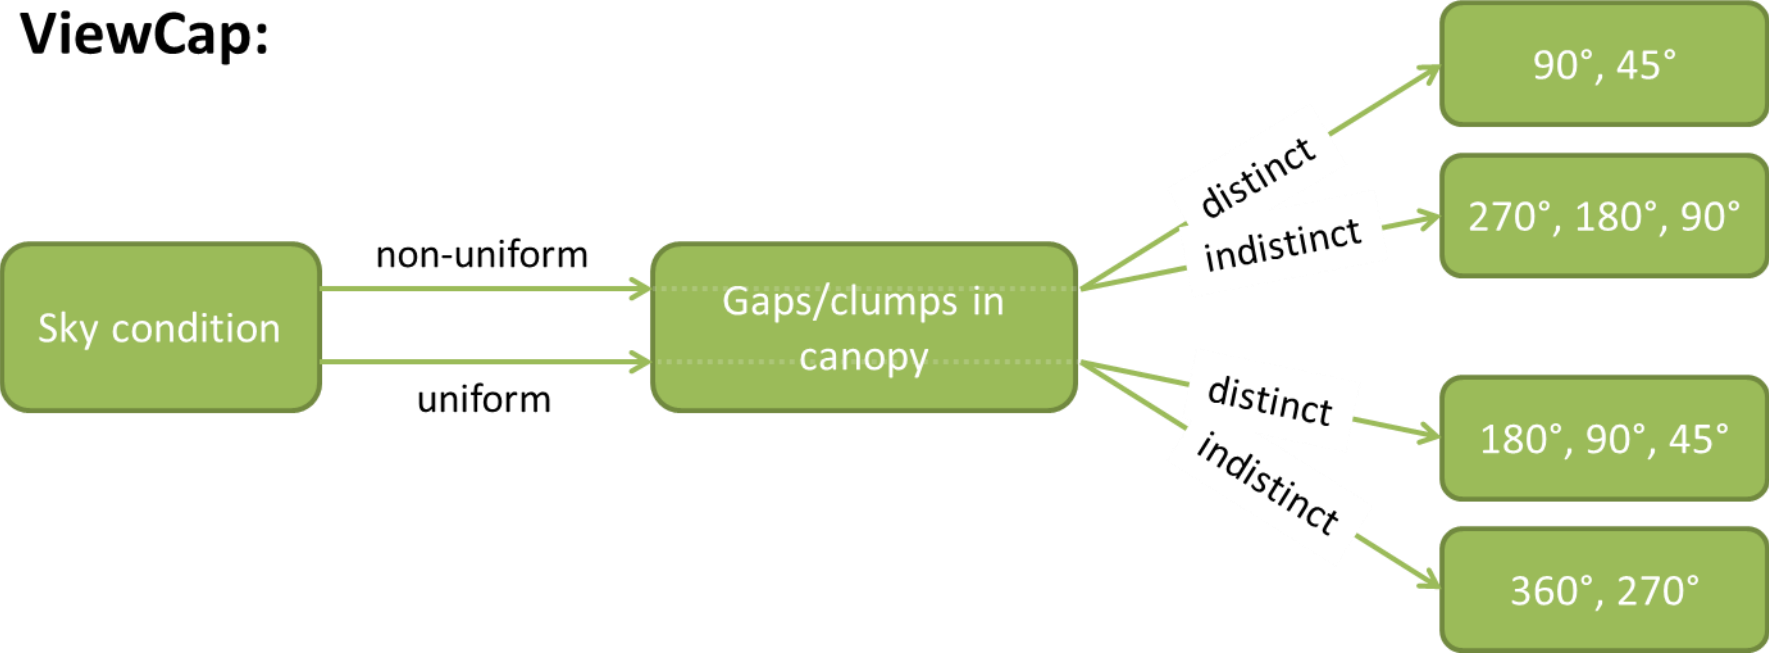 ViewCap:
90°, 45°
distinct
270°, 180°, 90°
indistinct
non-uniform
Sky condition
Gaps/clumps in
canopy
uniform
distinct
180°, 90°, 45°
indistinct
360°, 270°